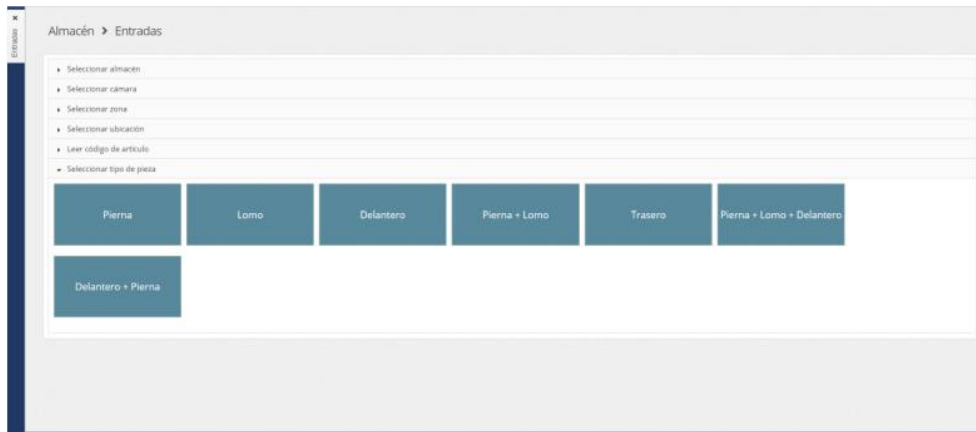 Entradas ×
Almacén > Entradas
Seleccionar almacén
Seleccionar cámara
Seleccionar zona
Seleccionar ubicación
Leer código de artículo
Seleccionar tipo de pieza
Pierna
Lomo
Delantero
Pierna + Lomo
Trasero
Pierna + Lomo + Delantero
Delantero + Pierna